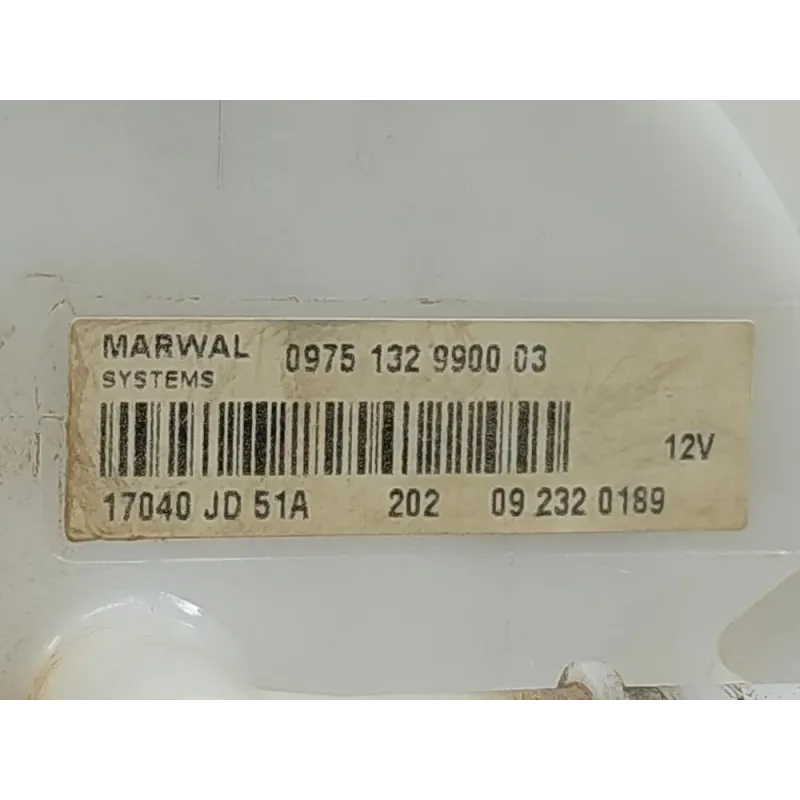 MARWAL 0975 132 9900 03
SYSTEMS
12V
17040 JD 51A 202 09 232 0189